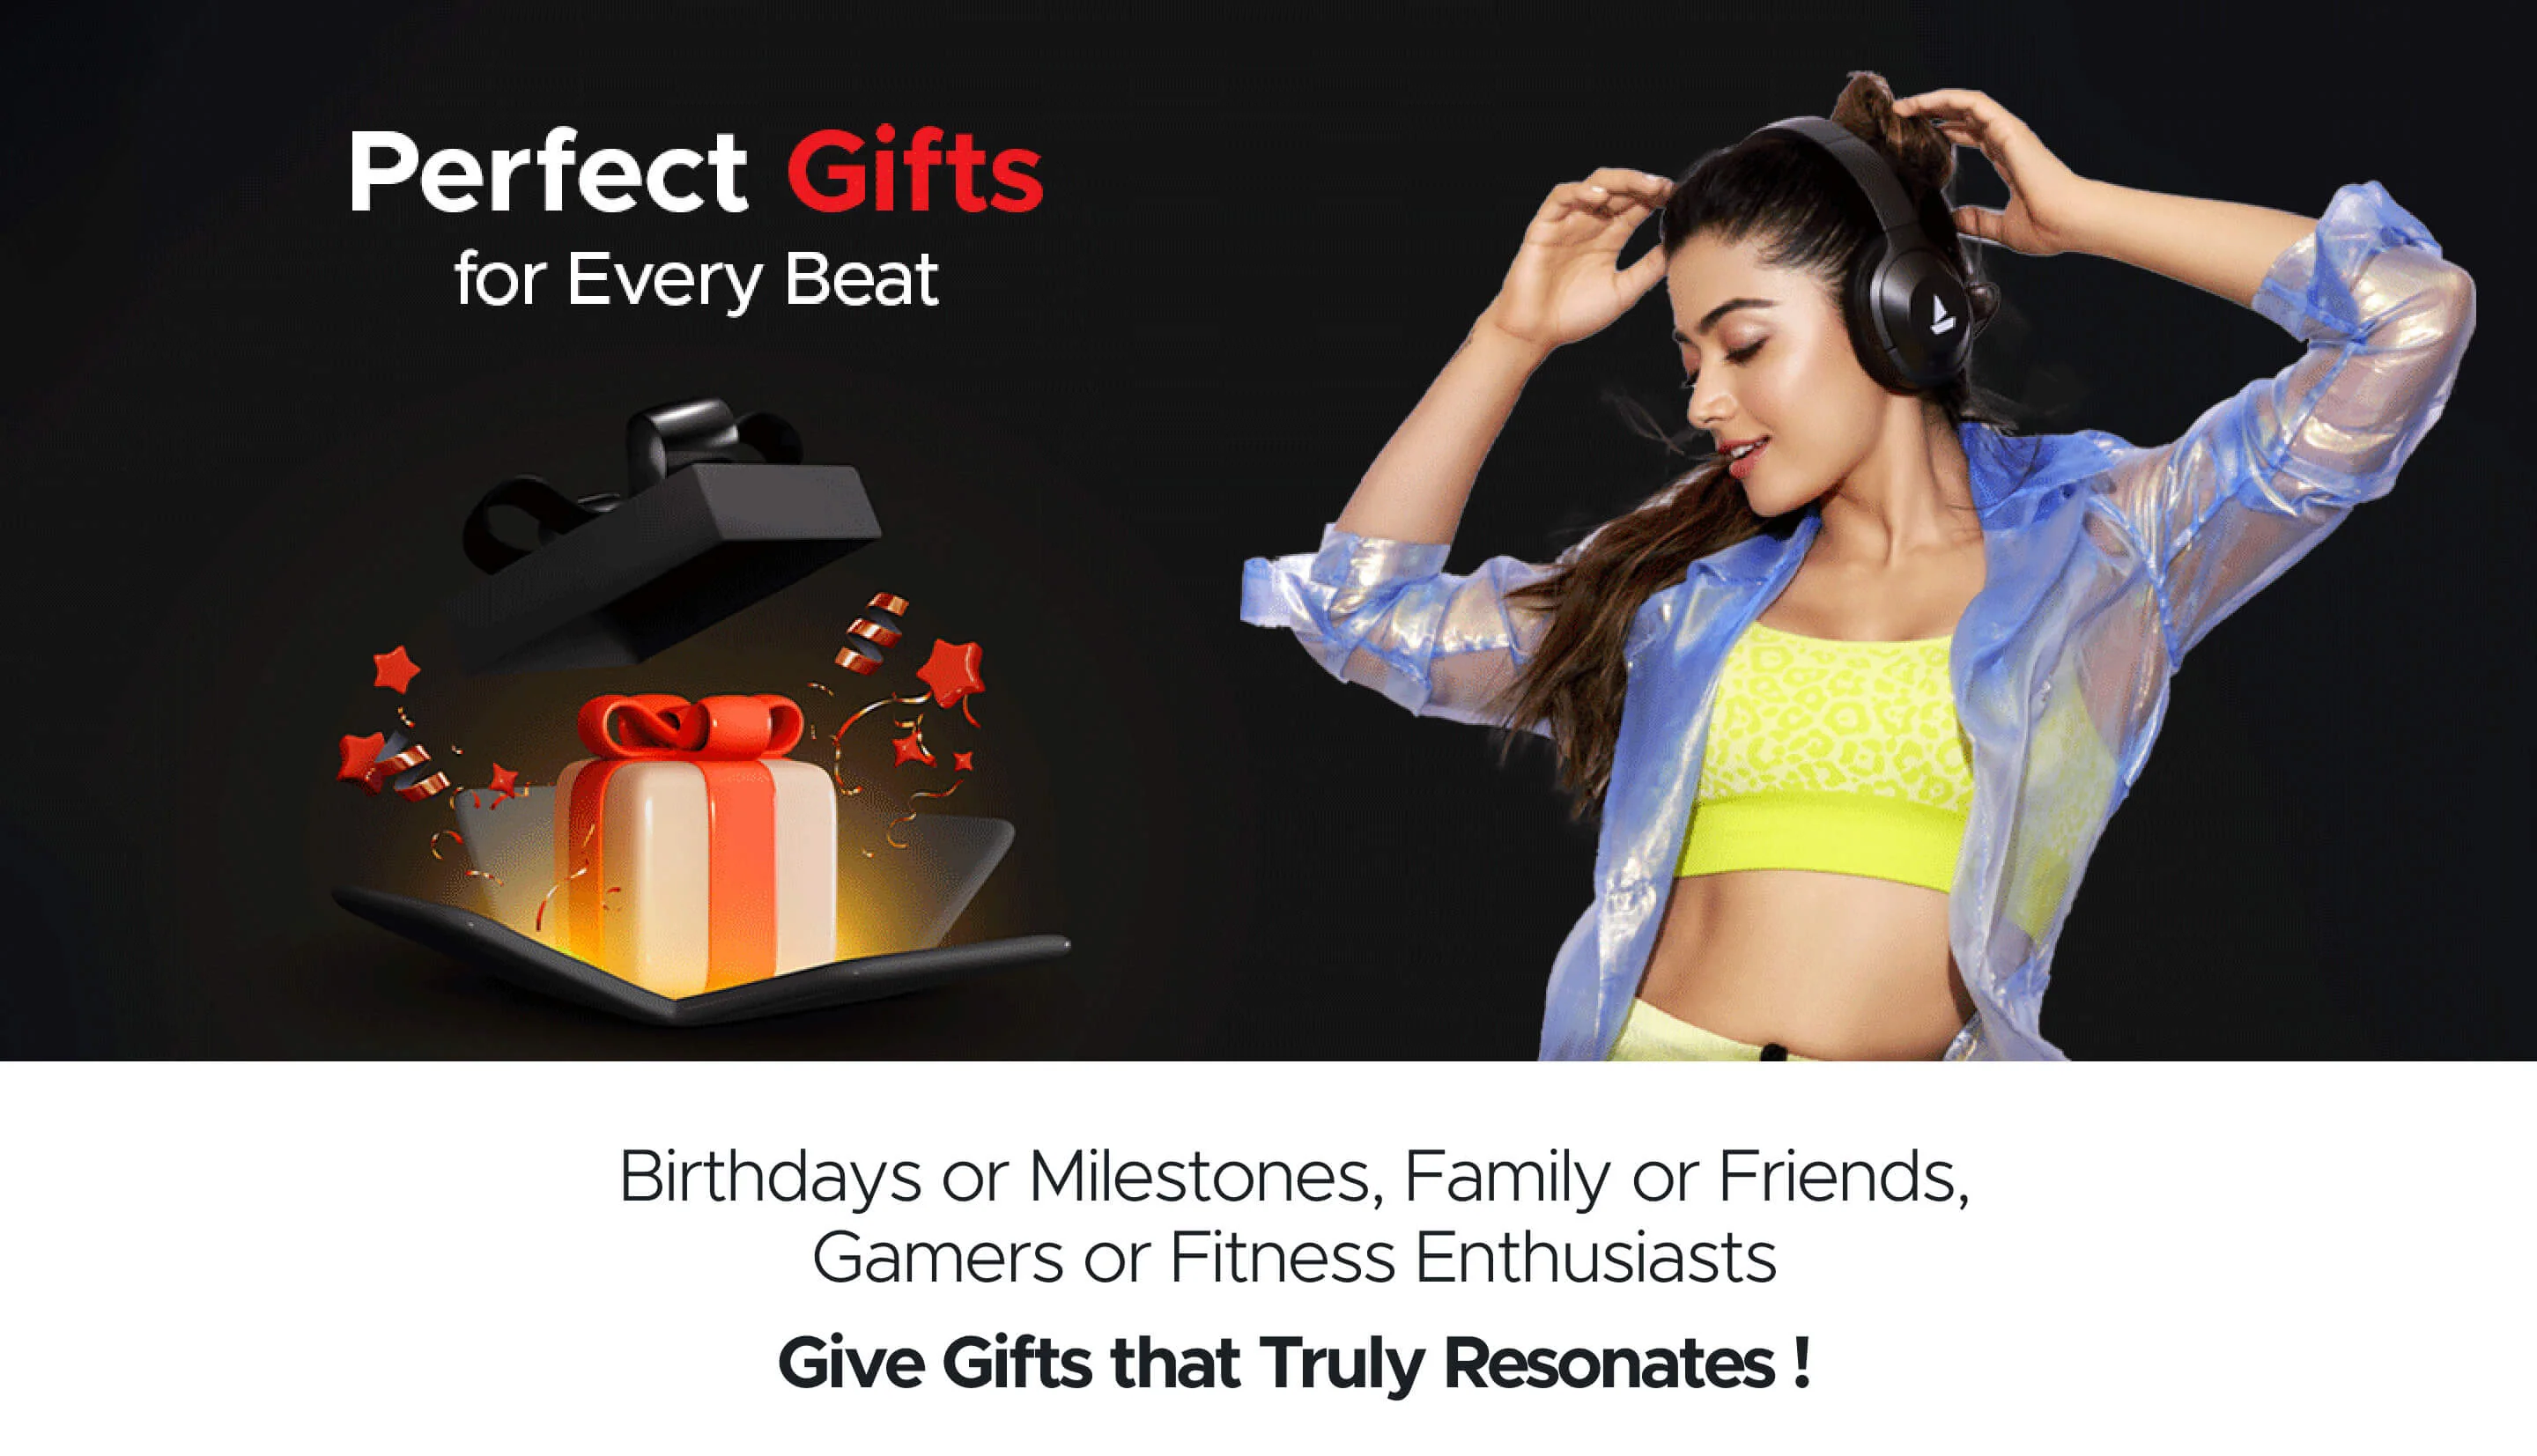 Perfect Gifts
for Every Beat
Birthdays or Milestones, Family or Friends,
Gamers or Fitness Enthusiasts
Give Gifts that Truly Resonates !